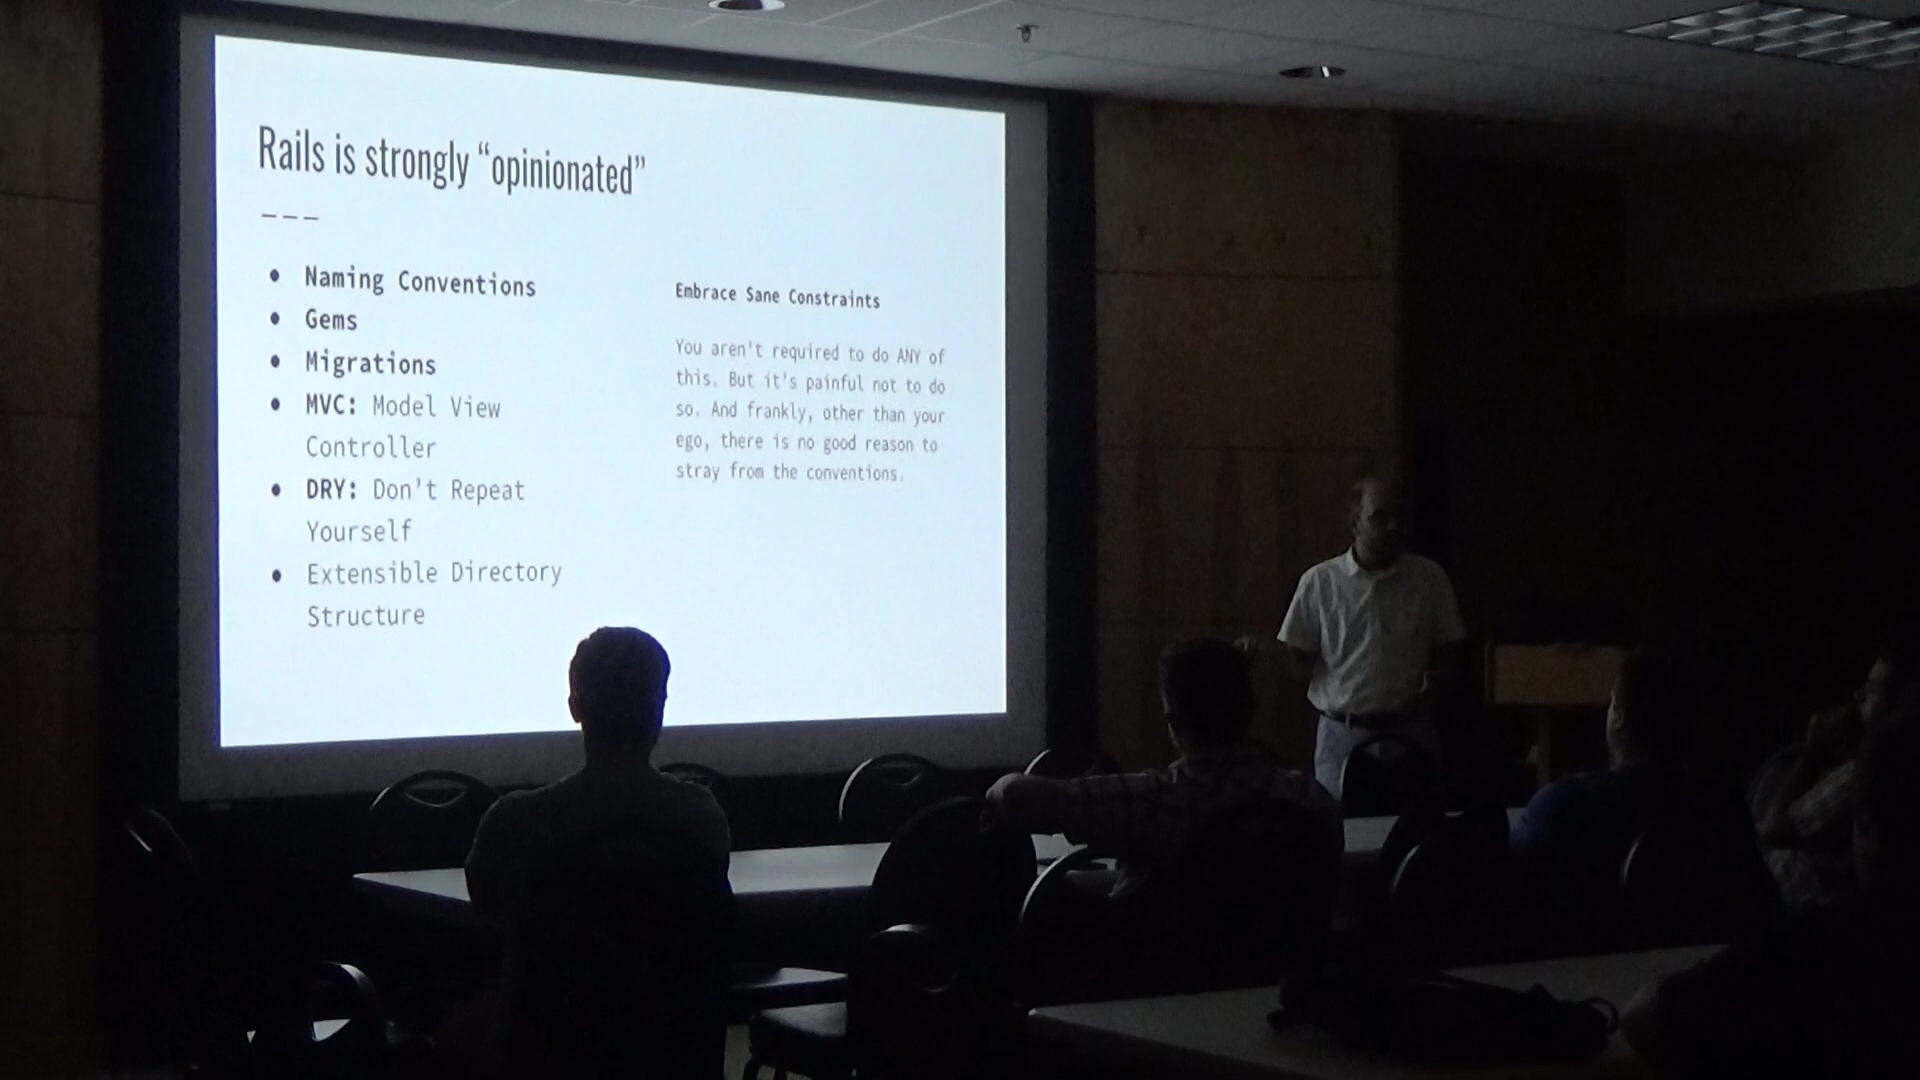 Rails is strongly “opinionated”
---
● Naming Conventions
● Gems
● Migrations
● MVC: Model View
Controller
● DRY: Don't Repeat
Yourself
● Extensible Directory
Structure
Embrace Sane Constraints
You aren't required to do ANY of
this. But it's painful not to do
so. And frankly, other than your
ego, there is no good reason to
stray from the conventions.